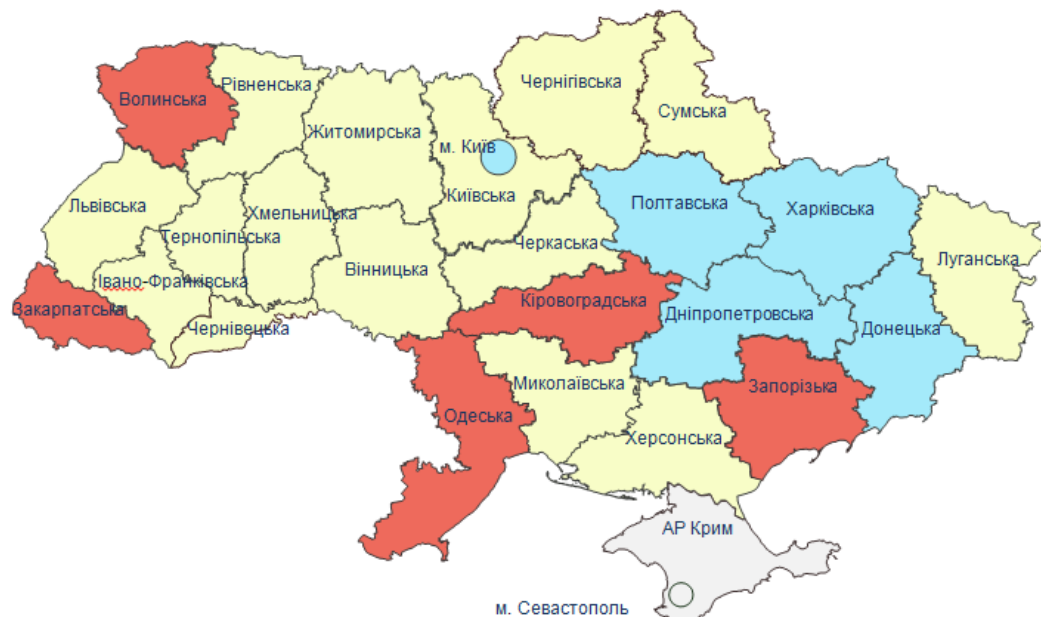 Чернігівська
Рівненська
Волинська
Сумська
Житомирська
м. Київ
Київська
Полтавська
Харківська
Львівська
Хмельницька
Тернопільська
Черкаська
Вінницька
Луганська
Івано-Франківська
Закарпатська
Кіровоградська
Дніпропетровська
Донецька
Чернівецька
Миколаївська
Запорізька
Одеська
Херсонська
АР Крим
м. Севастополь